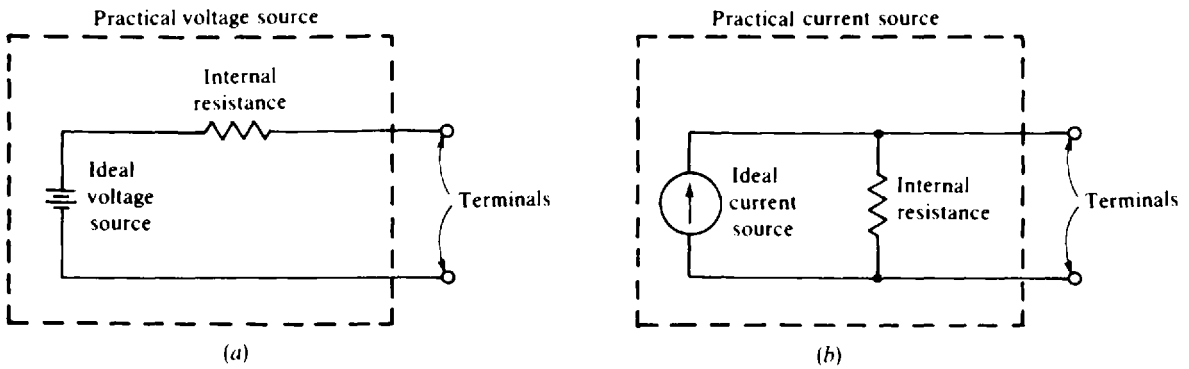 Practical voltage source
Internal
resistance
Ideal
voltage
source
Terminals
(a)
Practical current source
Ideal
current
source
Internal
resistance
Terminals
(b)